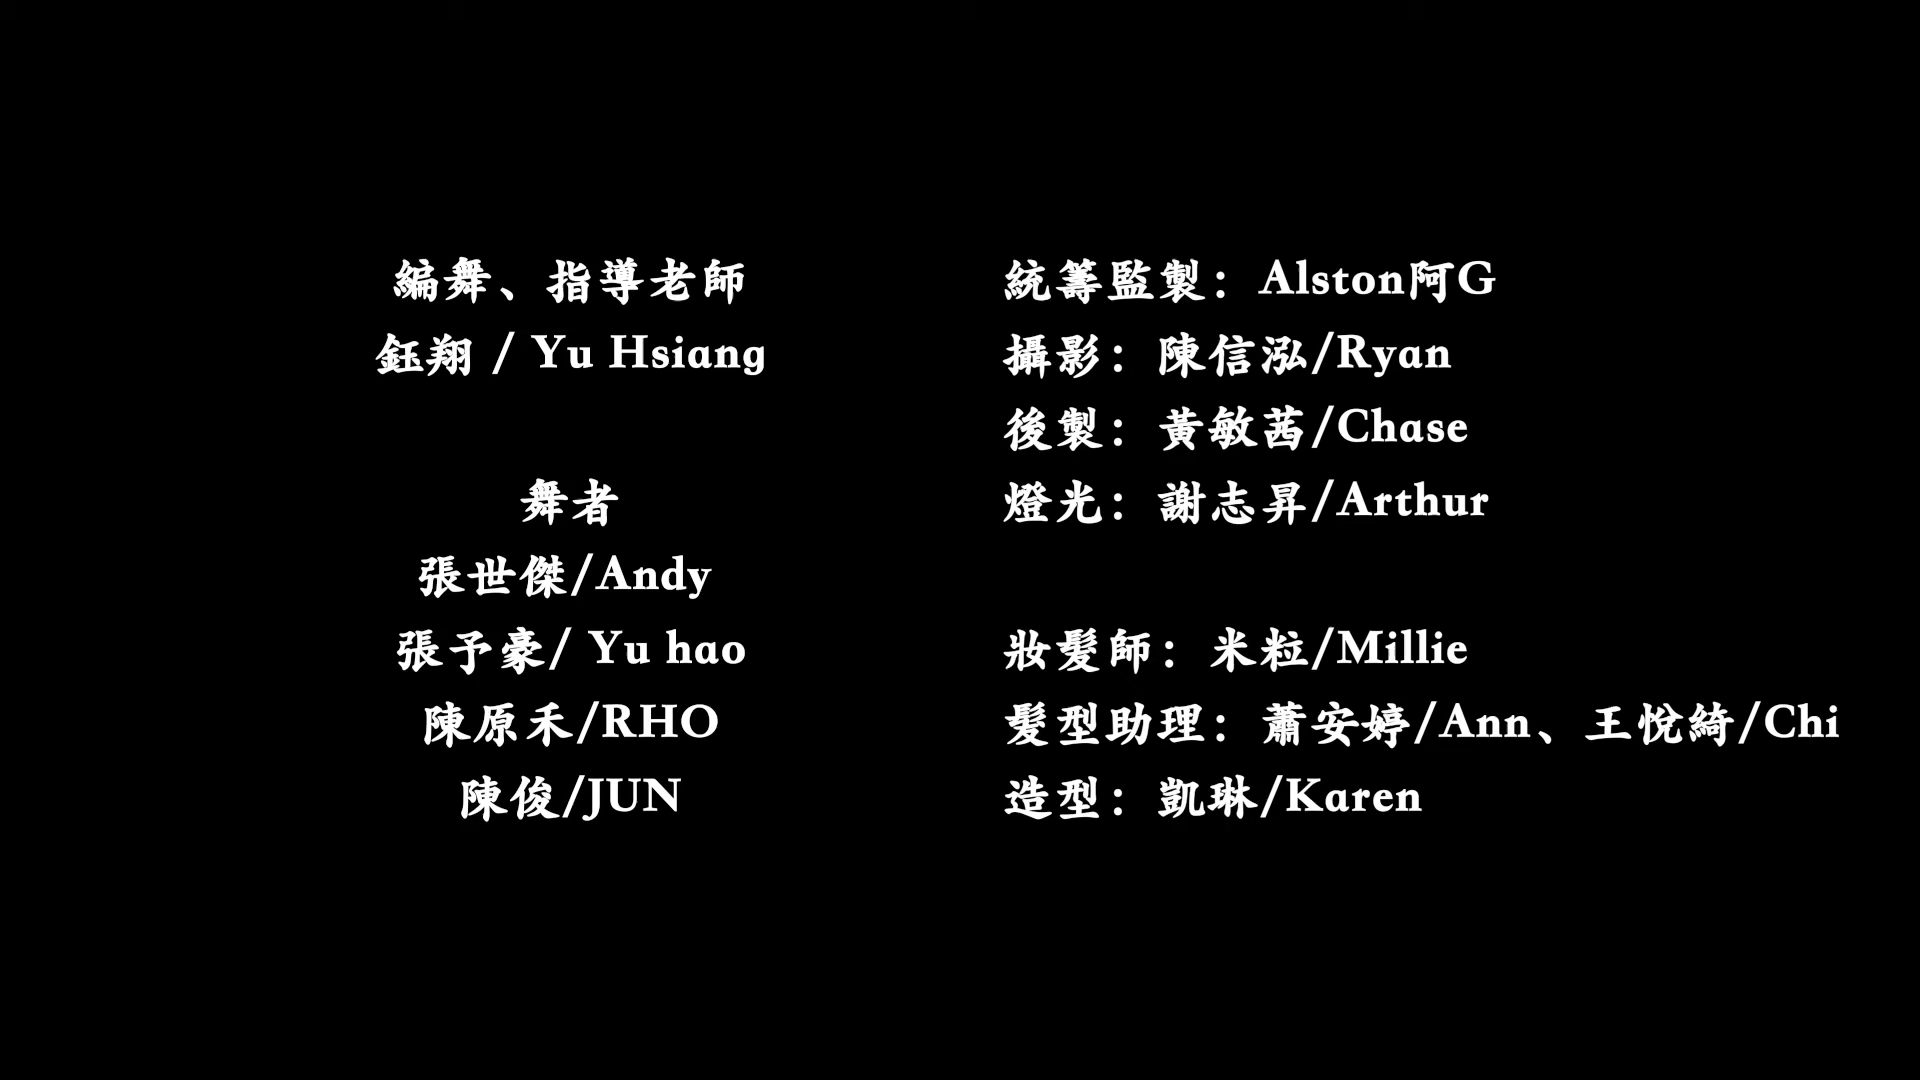 編舞、指導老師
鈺翔 / Yu Hsiang
舞者
張世傑/Andy
張予豪/ Yu hao
陳原禾/RHO
陳俊/JUN
統籌監製：Alston阿G
攝影：陳信泓/Ryan
後製：黃敏茜/Chase
燈光：謝志昇/Arthur
妝髮師：米粒/Millie
髮型助理：蕭安婷/Ann、王悅綺/Chi
造型：凱琳/Karen